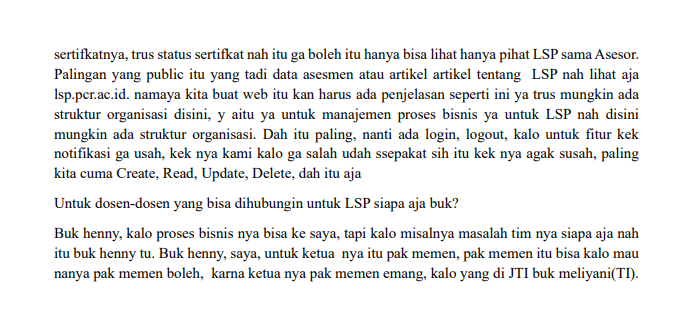 sertifkatnya, trus status sertifkat nah itu ga boleh itu hanya bisa lihat hanya pihat LSP sama Asesor.
Palingan yang public itu yang tadi data asesmen atau artikel artikel tentang LSP nah lihat aja
lsp.pcr.ac.id. namaya kita buat web itu kan harus ada penjelasan seperti ini ya trus mungkin ada
struktur organisasi disini, y aitu ya untuk manajemen proses bisnis ya untuk LSP nah disini
mungkin ada struktur organisasi. Dah itu paling, nanti ada login, logout, kalo untuk fitur kek
notifikasi ga usah, kek nya kami kalo ga salah udah ssepakat sih itu kek nya agak susah, paling
kita cuma Create, Read, Update, Delete, dah itu aja
Untuk dosen-dosen yang bisa dihubungin untuk LSP siapa aja buk?
Buk henny, kalo proses bisnis nya bisa ke saya, tapi kalo misalnya masalah tim nya siapa aja nah
itu buk henny tu. Buk henny, saya, untuk ketua nya itu pak memen, pak memen itu bisa kalo mau
nanya pak memen boleh, karna ketua nya pak memen emang, kalo yang di JTI buk meliyani(TI).